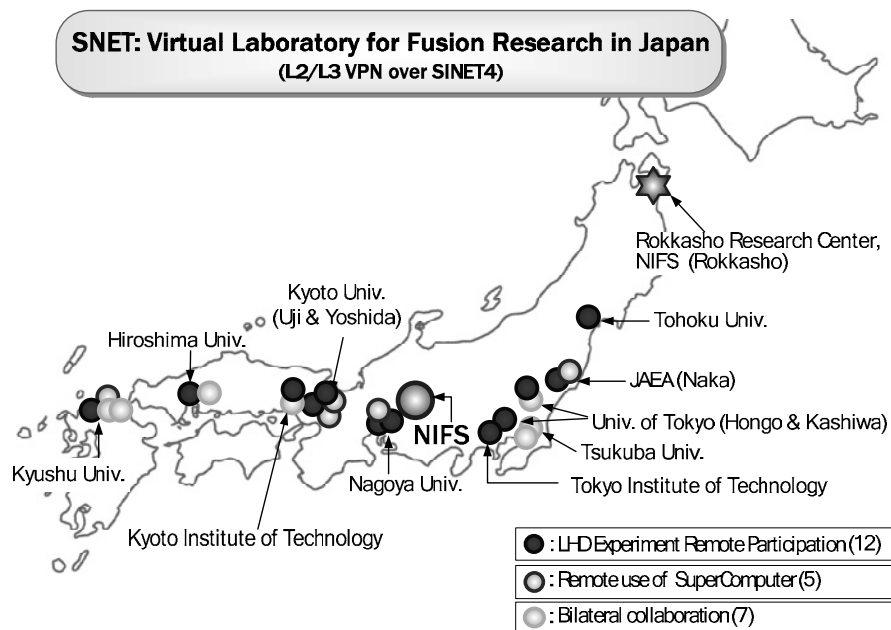 SNET: Virtual Laboratory for Fusion Research in Japan
(L2/L3 VPN over SINET4)
Rokkasho Research Center,
NIFS (Rokkasho)
Kyoto Univ.
(Uji & Yoshida)
Tohoku Univ.
Hiroshima Univ.
JAEA (Naka)
Univ. of Tokyo (Hongo & Kashiwa)
NIFS
Tsukuba Univ.
Kyushu Univ.
Nagoya Univ.
Tokyo Institute of Technology
Kyoto Institute of Technology
: LHD Experiment Remote Participation (12)
: Remote use of SuperComputer (5)
: Bilateral collaboration (7)